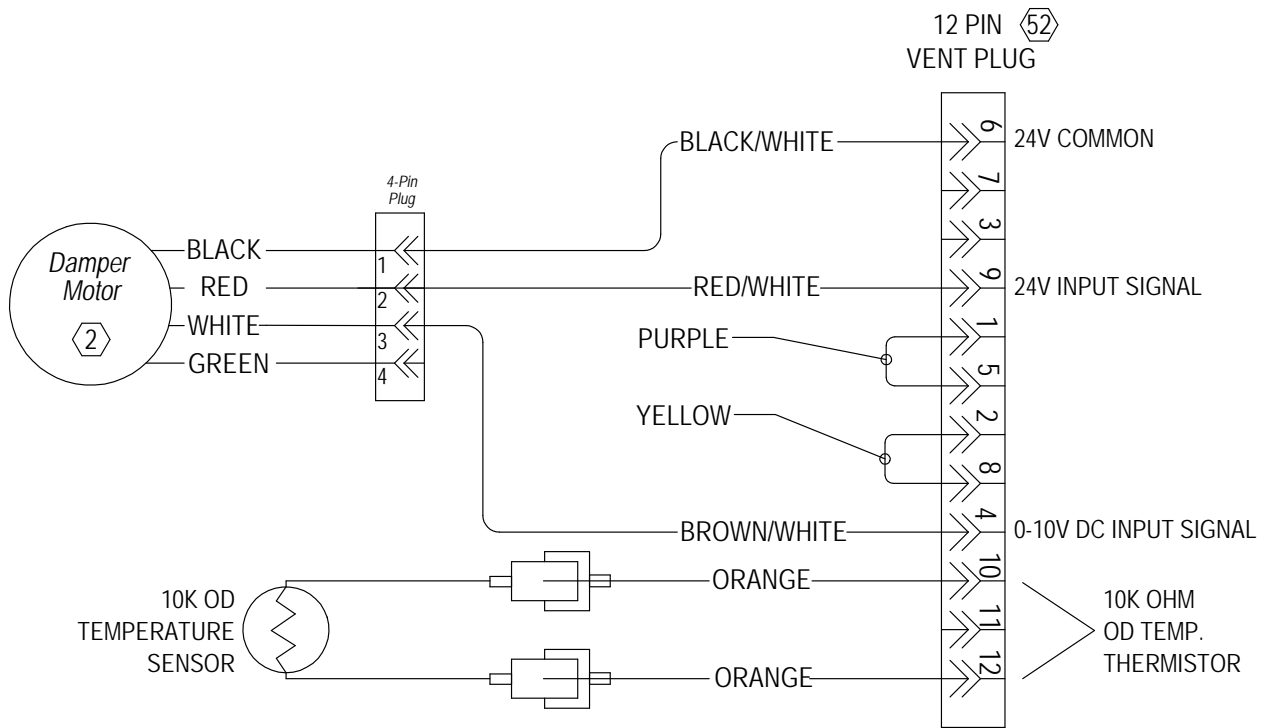 12 PIN 52
VENT PLUG
BLACK/WHITE
6
24V COMMON
7
4-Pin
Plug
3
Damper
Motor
2
BLACK
1
RED
2
RED/WHITE
9
24V INPUT SIGNAL
WHITE
3
PURPLE
1
GREEN
4
5
YELLOW
2
8
BROWN/WHITE
4
0-10V DC INPUT SIGNAL
ORANGE
10
10K OD
TEMPERATURE
SENSOR
11
10K OHM
OD TEMP.
THERMISTOR
ORANGE
12